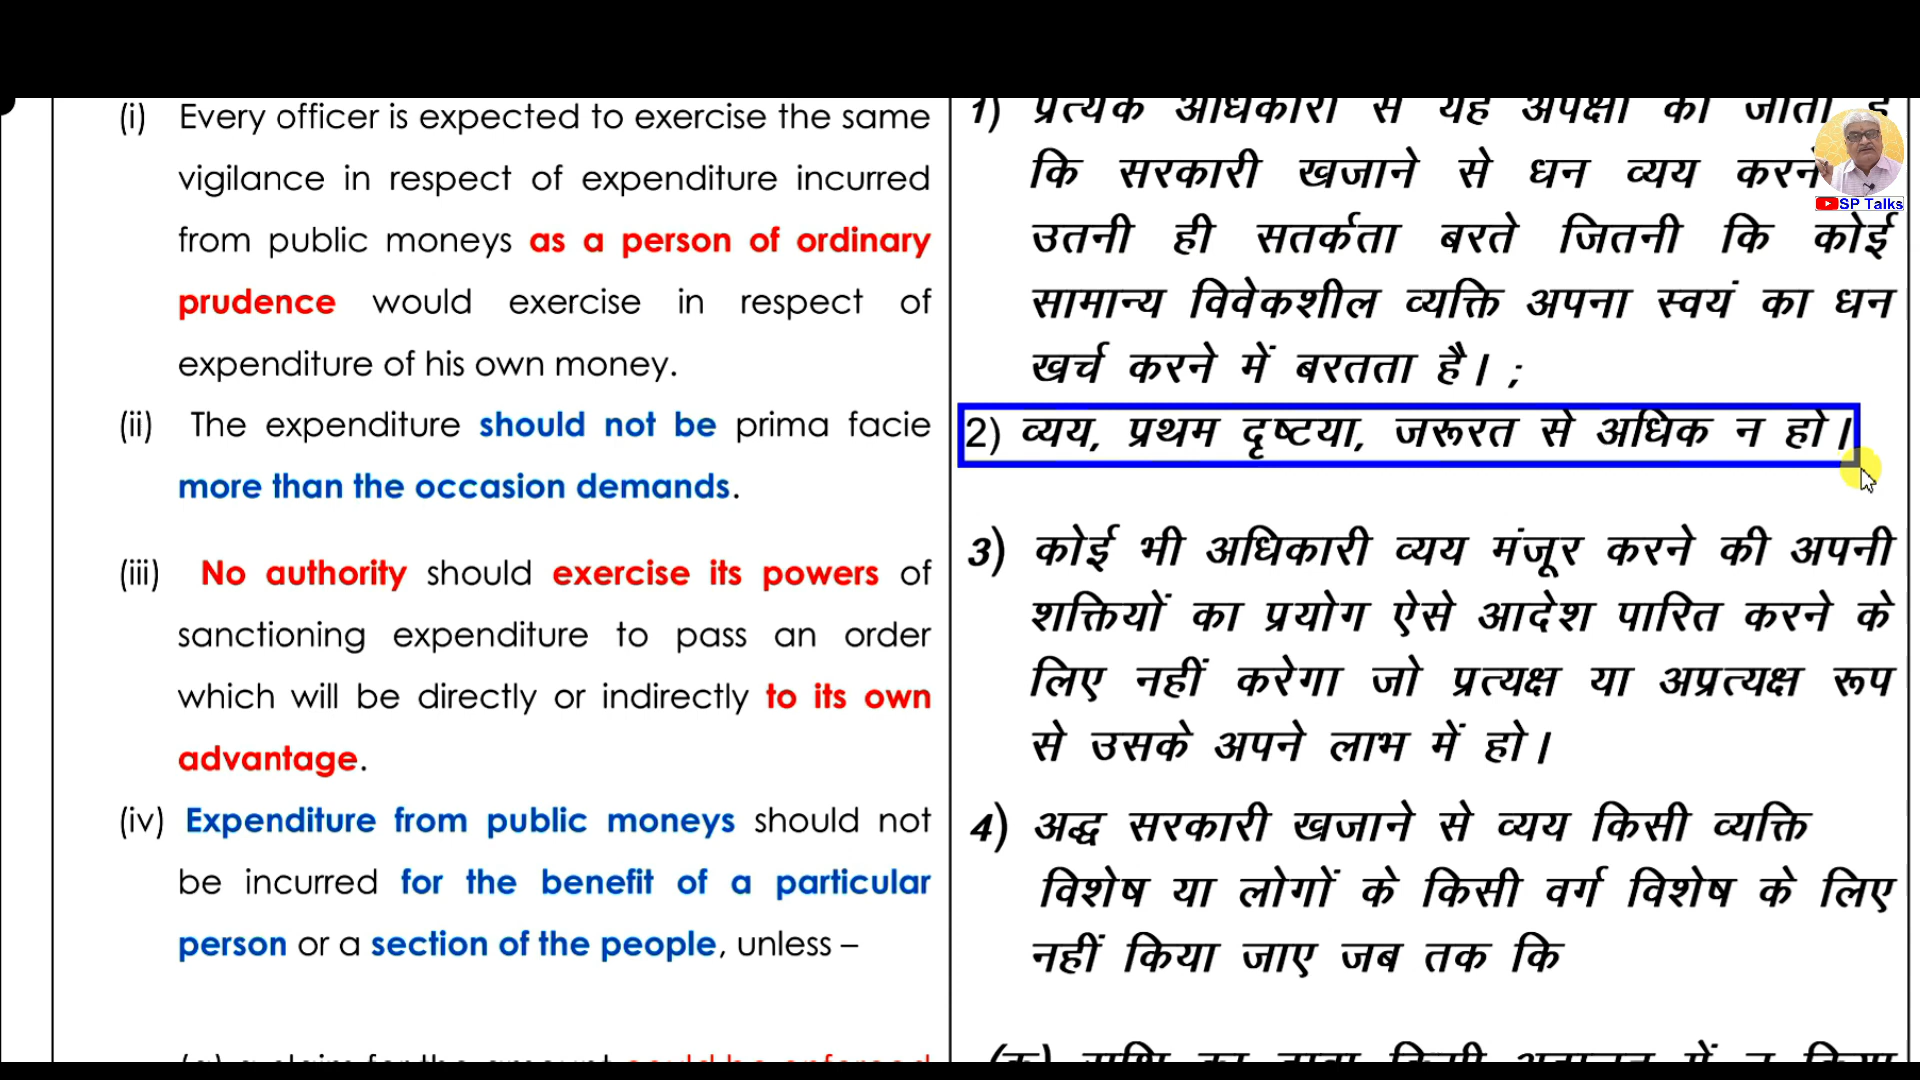 (i) Every officer is expected to exercise the same
vigilance in respect of expenditure incurred
from public moneys as a person of ordinary
prudence would exercise in respect of
expenditure of his own money.
(ii) The expenditure should not be prima facie
more than the occasion demands.
(iii) No authority should exercise its powers of
sanctioning expenditure to pass an order
which will be directly or indirectly to its own
advantage.
(iv) Expenditure from public moneys should not
be incurred for the benefit of a particular
person or a section of the people, unless –
1) प्रत्येक अधिकारी से यह अपेक्षा की जाती है
कि सरकारी खजाने से धन व्यय करने
उतनी ही सतर्कता बरते जितनी कि कोई
सामान्य विवेकशील व्यक्ति अपना स्वयं का धन
खर्च करने में बरतता है। ;
2) व्यय, प्रथम दृष्टया, जरूरत से अधिक न हो।
3) कोई भी अधिकारी व्यय मंजूर करने की अपनी
शक्तियों का प्रयोग ऐसे आदेश पारित करने के
लिए नहीं करेगा जो प्रत्यक्ष या अप्रत्यक्ष रूप
से उसके अपने लाभ में हो।
4) अद्ध सरकारी खजाने से व्यय किसी व्यक्ति
विशेष या लोगों के किसी वर्ग विशेष के लिए
नहीं किया जाए जब तक कि
SP Talks